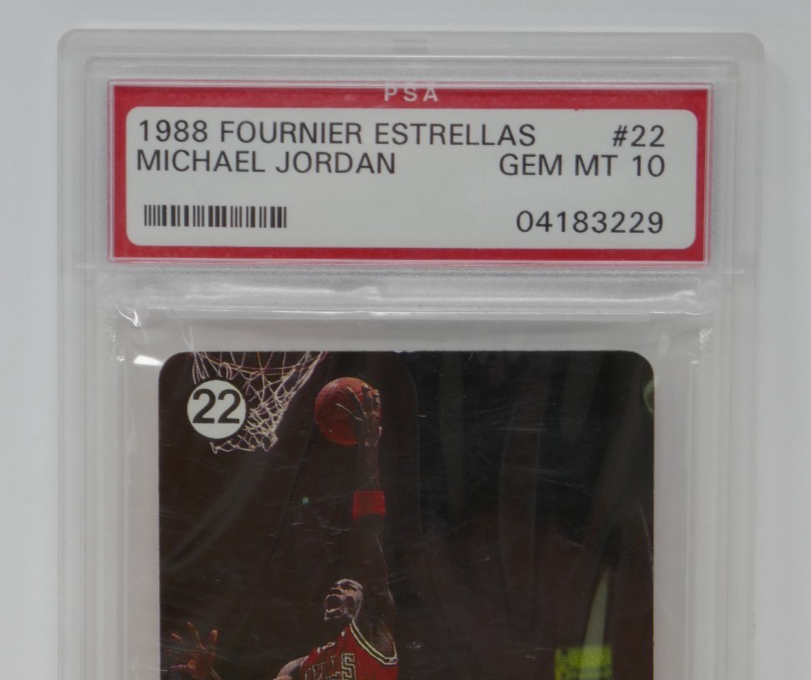 PSA
1988 FOURNIER ESTRELLAS #22
MICHAEL JORDAN GEM MT 10
04183229
22